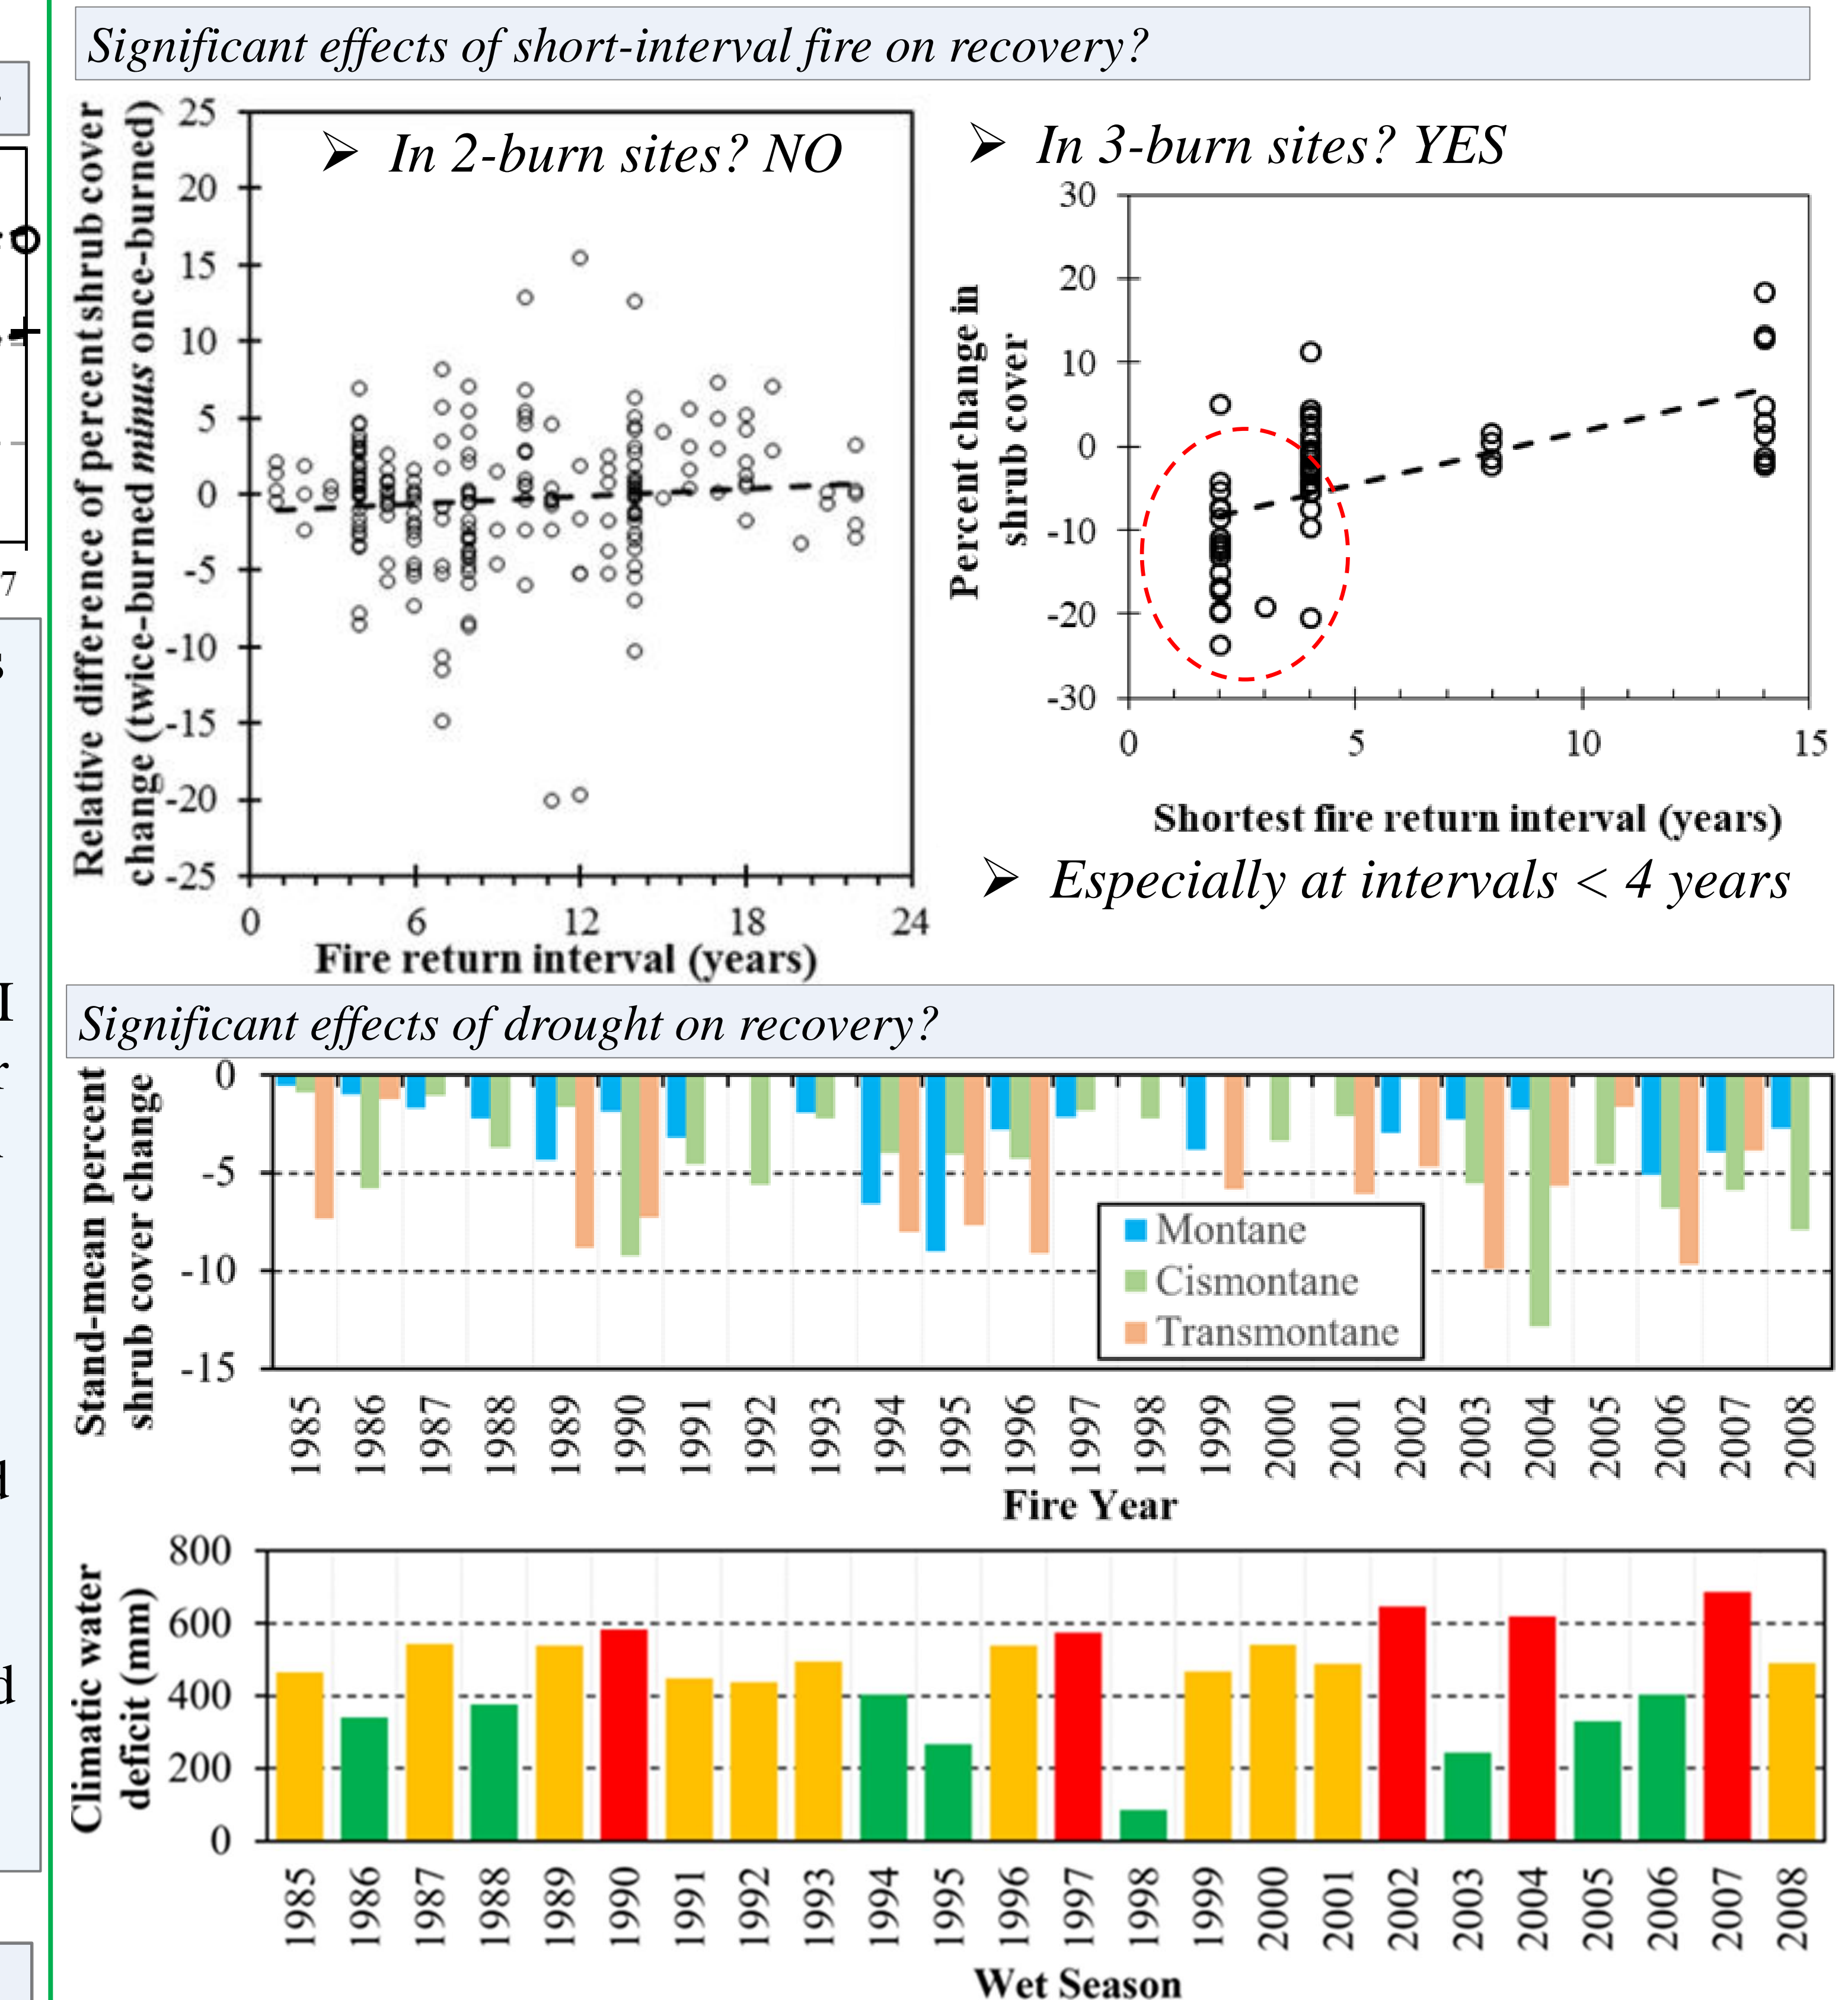 Significant effects of short-interval fire on recovery?
➢ In 2-burn sites? NO
Relative difference of percent shrub cover
change (twice-burned minus once-burned)
25
20
15
10
5
0
-5
-10
-15
-20
-25
0 6 12 18 24
Fire return interval (years)
➢ In 3-burn sites? YES
Percent change in
shrub cover
30
20
10
0
-10
-20
-30
0 5 10 15
Shortest fire return interval (years)
➢ Especially at intervals < 4 years
7
s
I
r
d
d
Significant effects of drought on recovery?
Stand-mean percent
shrub cover change
0
-5
-10
-15
Montane
Cismontane
Transmontane
1985 1986 1987 1988 1989 1990 1991 1992 1993 1994 1995 1996 1997 1998 1999 2000 2001 2002 2003 2004 2005 2006 2007 2008
Fire Year
Climatic water
deficit (mm)
800
600
400
200
0
1985 1986 1987 1988 1989 1990 1991 1992 1993 1994 1995 1996 1997 1998 1999 2000 2001 2002 2003 2004 2005 2006 2007 2008
Wet Season